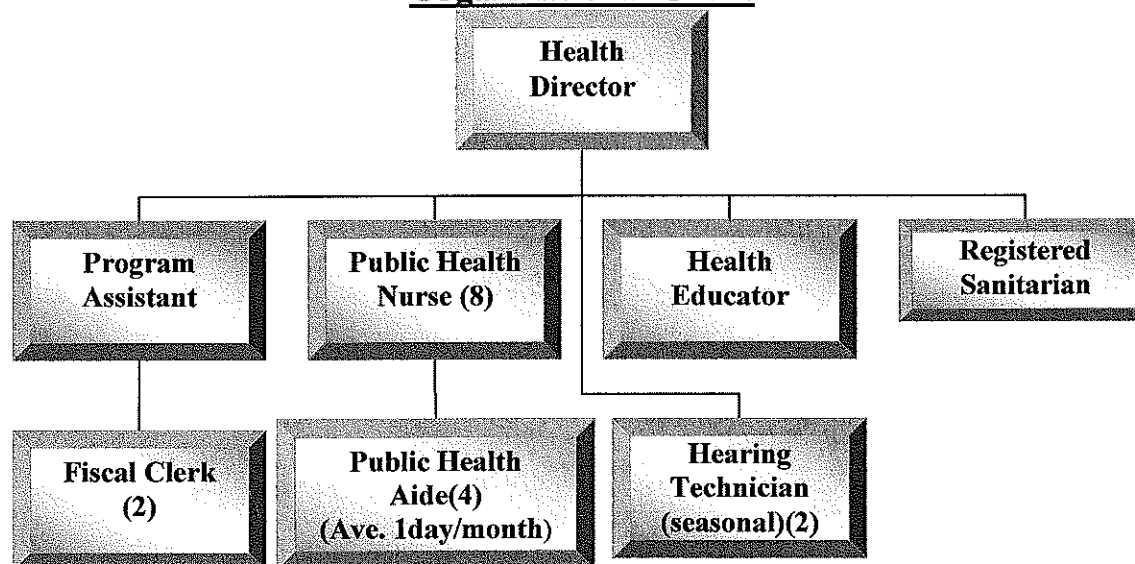 Health
Director
Program
Assistant
Public Health
Nurse (8)
Health
Educator
Registered
Sanitarian
Fiscal Clerk
(2)
Public Health
Aide(4)
(Ave. 1day/month)
Hearing
Technician
(seasonal)(2)